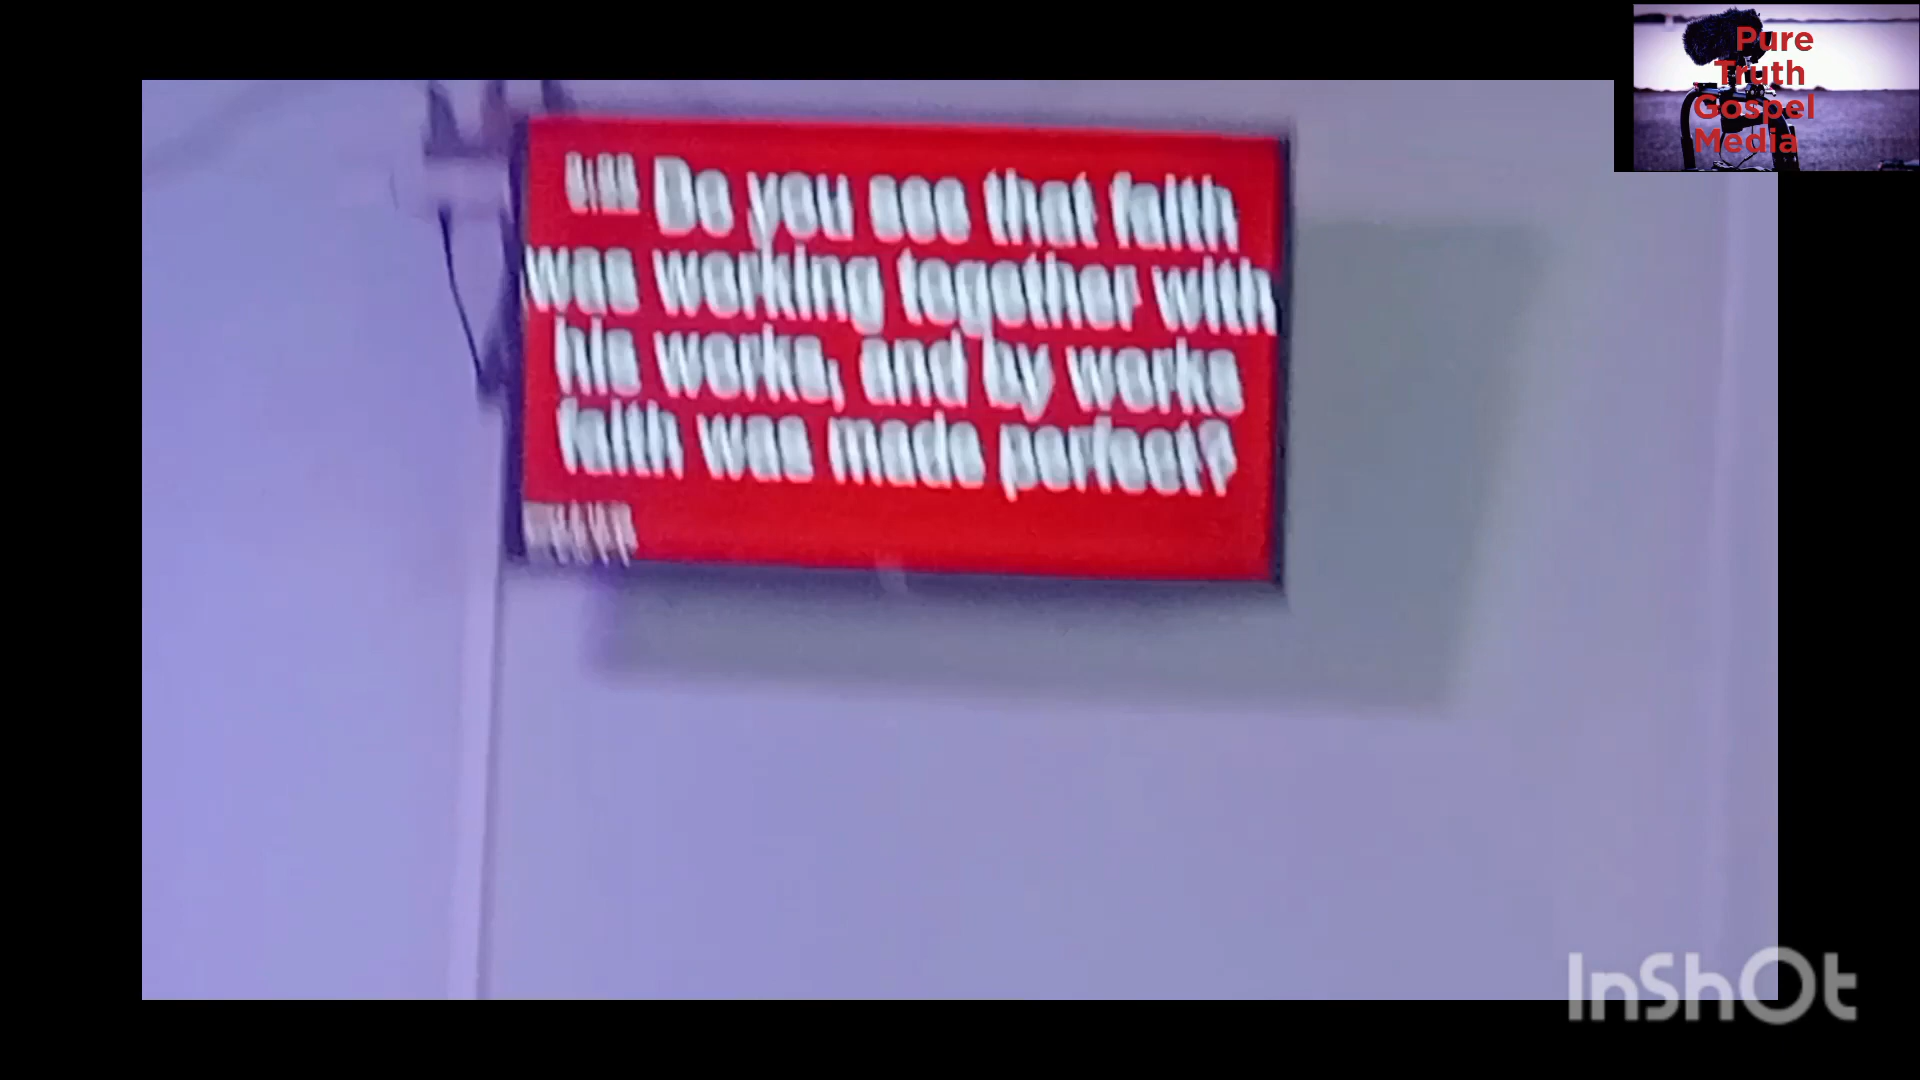 Pure
Truth
Gospel
Media
Do you see that faith
was working together with
his works, and by works
faith was made perfect?
InShOt